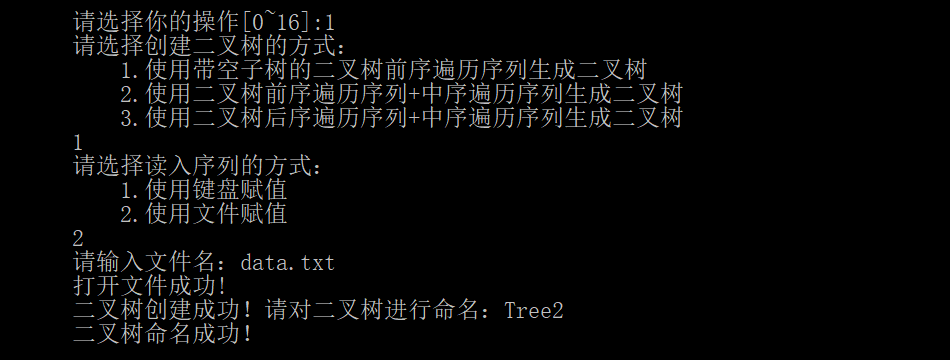 请选择你的操作[0~16]:1
请选择创建二叉树的方式：
1.使用带空子树的二叉树前序遍历序列生成二叉树
2.使用二叉树前序遍历序列+中序遍历序列生成二叉树
3.使用二叉树后序遍历序列+中序遍历序列生成二叉树
1
请选择读入序列的方式：
1.使用键盘赋值
2.使用文件赋值
2
请输入文件名：data.txt
打开文件成功!
二叉树创建成功！请对二叉树进行命名：Tree2
二叉树命名成功！